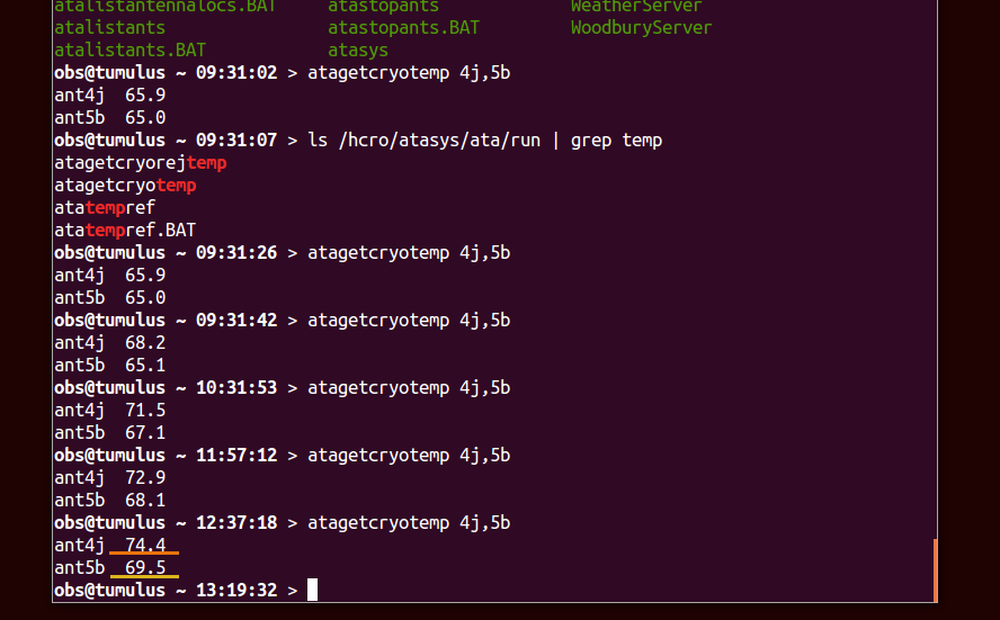 atalistantennalocs.BAT atastopants WeatherServer
atalistants atastopants.BAT WoodburyServer
atalistants.BAT atasys
obs@tumulus ~ 09:31:02 > atagetcryotemp 4j,5b
ant4j 65.9
ant5b 65.0
obs@tumulus ~ 09:31:07 > ls /hcro/atasys/ata/run | grep temp
atagetcryorejtemp
atagetcryotemp
atatempref
atatempref.BAT
obs@tumulus ~ 09:31:26 > atagetcryotemp 4j,5b
ant4j 65.9
ant5b 65.0
obs@tumulus ~ 09:31:42 > atagetcryotemp 4j,5b
ant4j 68.2
ant5b 65.1
obs@tumulus ~ 10:31:53 > atagetcryotemp 4j,5b
ant4j 71.5
ant5b 67.1
obs@tumulus ~ 11:57:12 > atagetcryotemp 4j,5b
ant4j 72.9
ant5b 68.1
obs@tumulus ~ 12:37:18 > atagetcryotemp 4j,5b
ant4j 74.4
ant5b 69.5
obs@tumulus ~ 13:19:32 >